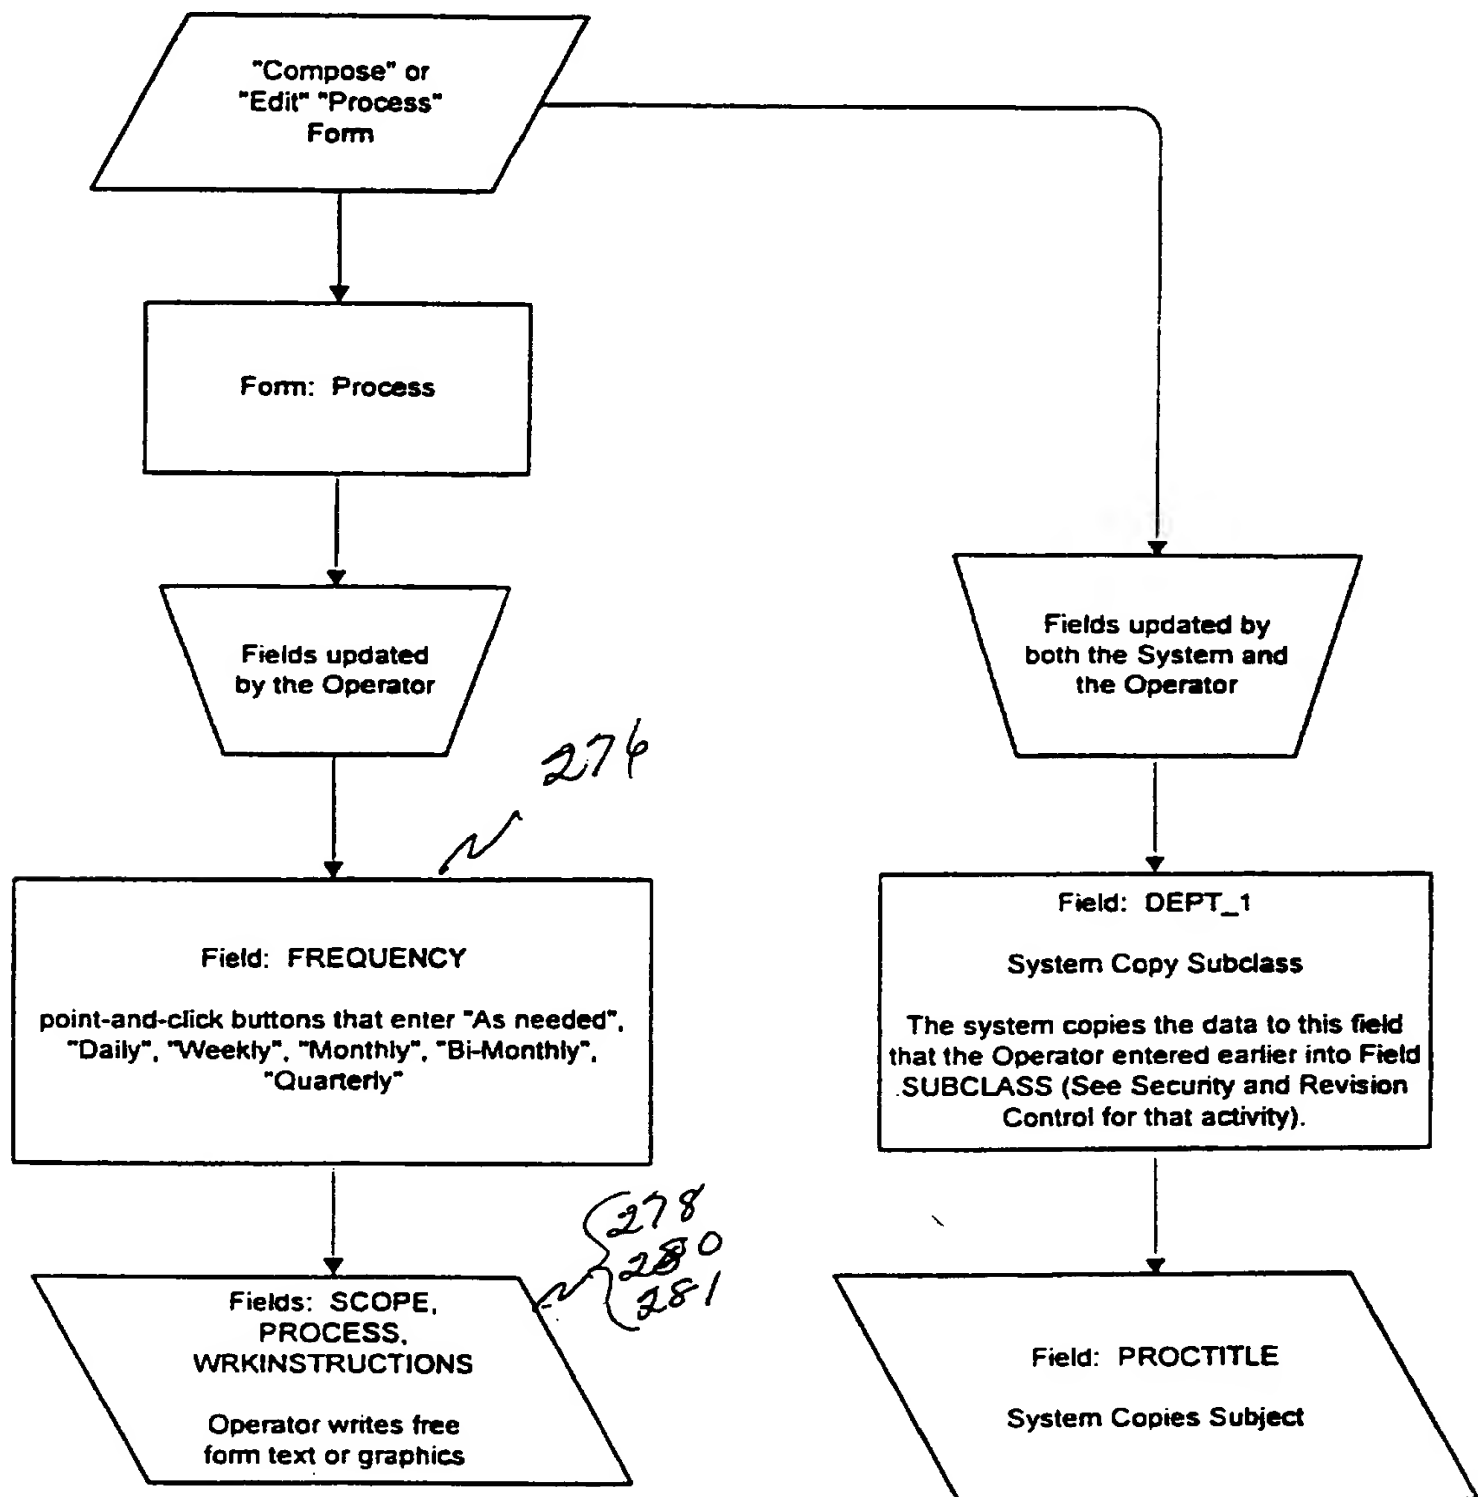 "Compose" or
"Edit" "Process"
Form
Form: Process
Fields updated
by the Operator
276
Field: FREQUENCY
point-and-click buttons that enter "As needed",
"Daily", "Weekly", "Monthly", "Bi-Monthly",
"Quarterly"
278
280
281
Fields: SCOPE,
PROCESS,
WRKINSTRUCTIONS
Operator writes free
form text or graphics
Fields updated by
both the System and
the Operator
Field: DEPT_1
System Copy Subclass
The system copies the data to this field
that the Operator entered earlier into Field
SUBCLASS (See Security and Revision
Control for that activity).
Field: PROCTITLE
System Copies Subject